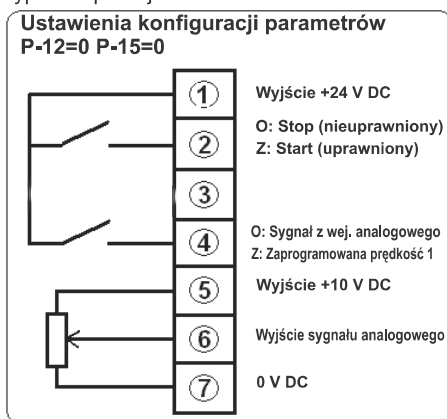 Ustawienia konfiguracji parametrów
P-12=0 P-15=0
1 Wyjście +24 V DC
2 O: Stop (nieuprawniony)
Z: Start (uprawniony)
3
4 O: Sygnał z wej. analogowego
Z: Zaprogramowana prędkość 1
5 Wyjście +10 V DC
6 Wyjście sygnału analogowego
7 0 V DC